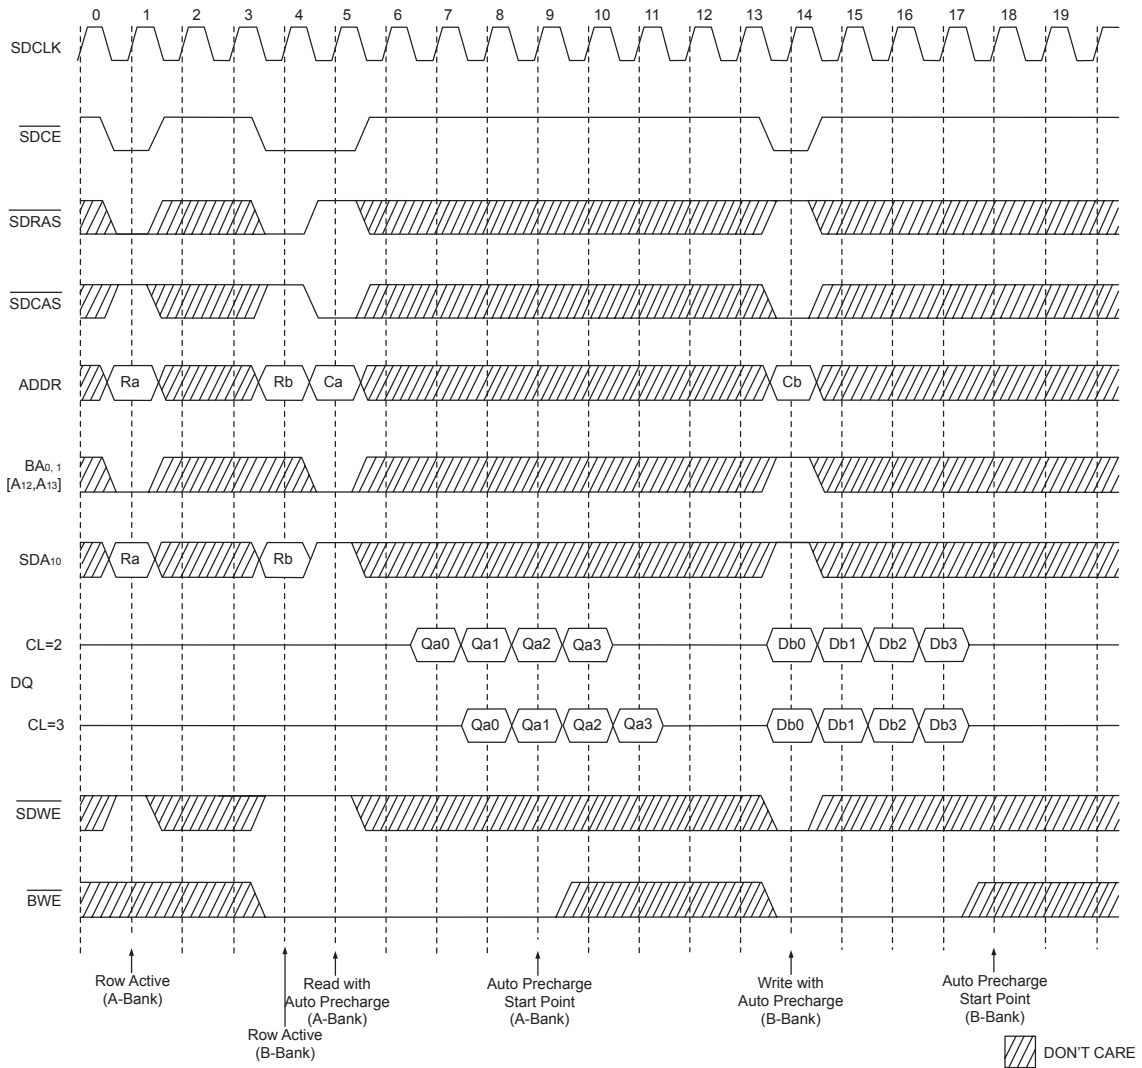 0 1 2 3 4 5 6 7 8 9 10 11 12 13 14 15 16 17 18 19
SDCLK
SDCE
SDRAS
SDCAS
ADDR Ra Rb Ca Cb
BA0, 1
[A12,A13]
SDA10 Ra Rb
CL=2 Qa0 Qa1 Qa2 Qa3 Db0 Db1 Db2 Db3
DQ
CL=3 Qa0 Qa1 Qa2 Qa3 Db0 Db1 Db2 Db3
SDWE
BWE
Row Active
(A-Bank)
Row Active
(B-Bank)
Read with
Auto Precharge
(A-Bank)
Auto Precharge
Start Point
(A-Bank)
Write with
Auto Precharge
(B-Bank)
Auto Precharge
Start Point
(B-Bank)
DON'T CARE